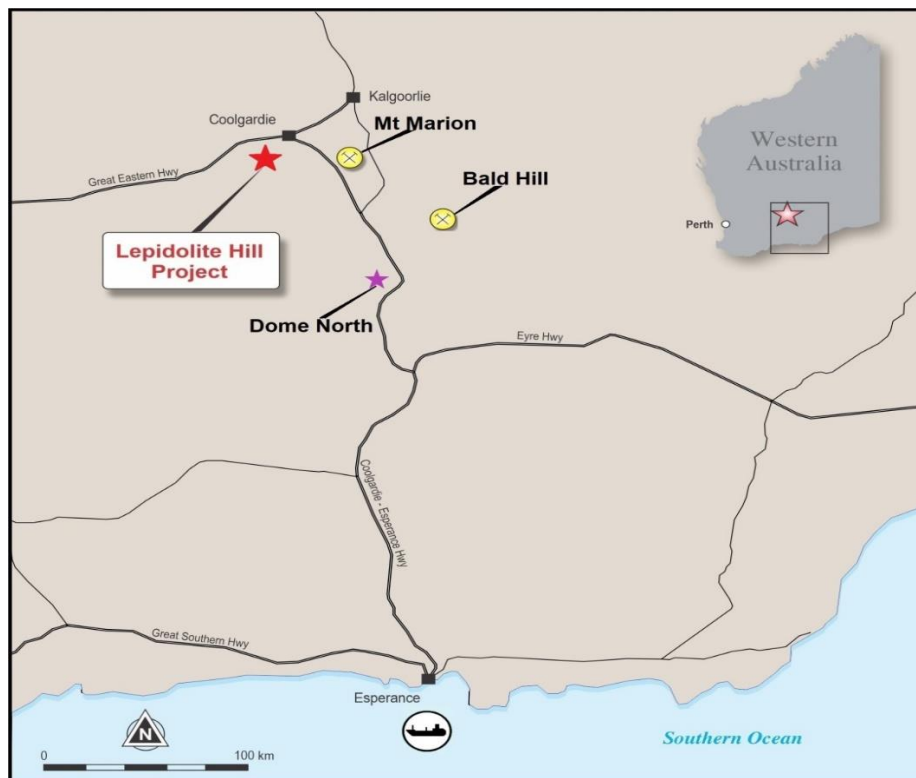 Kalgoorlie
Coolgardie
Mt Marion
Great Eastern Hwy
Bald Hill
Western
Australia
Perth
Lepidolite Hill
Project
Dome North
Eyre Hwy
Coolgardie - Esperance Hwy
Great Southern Hwy
Esperance
N
0 100 km
Southern Ocean